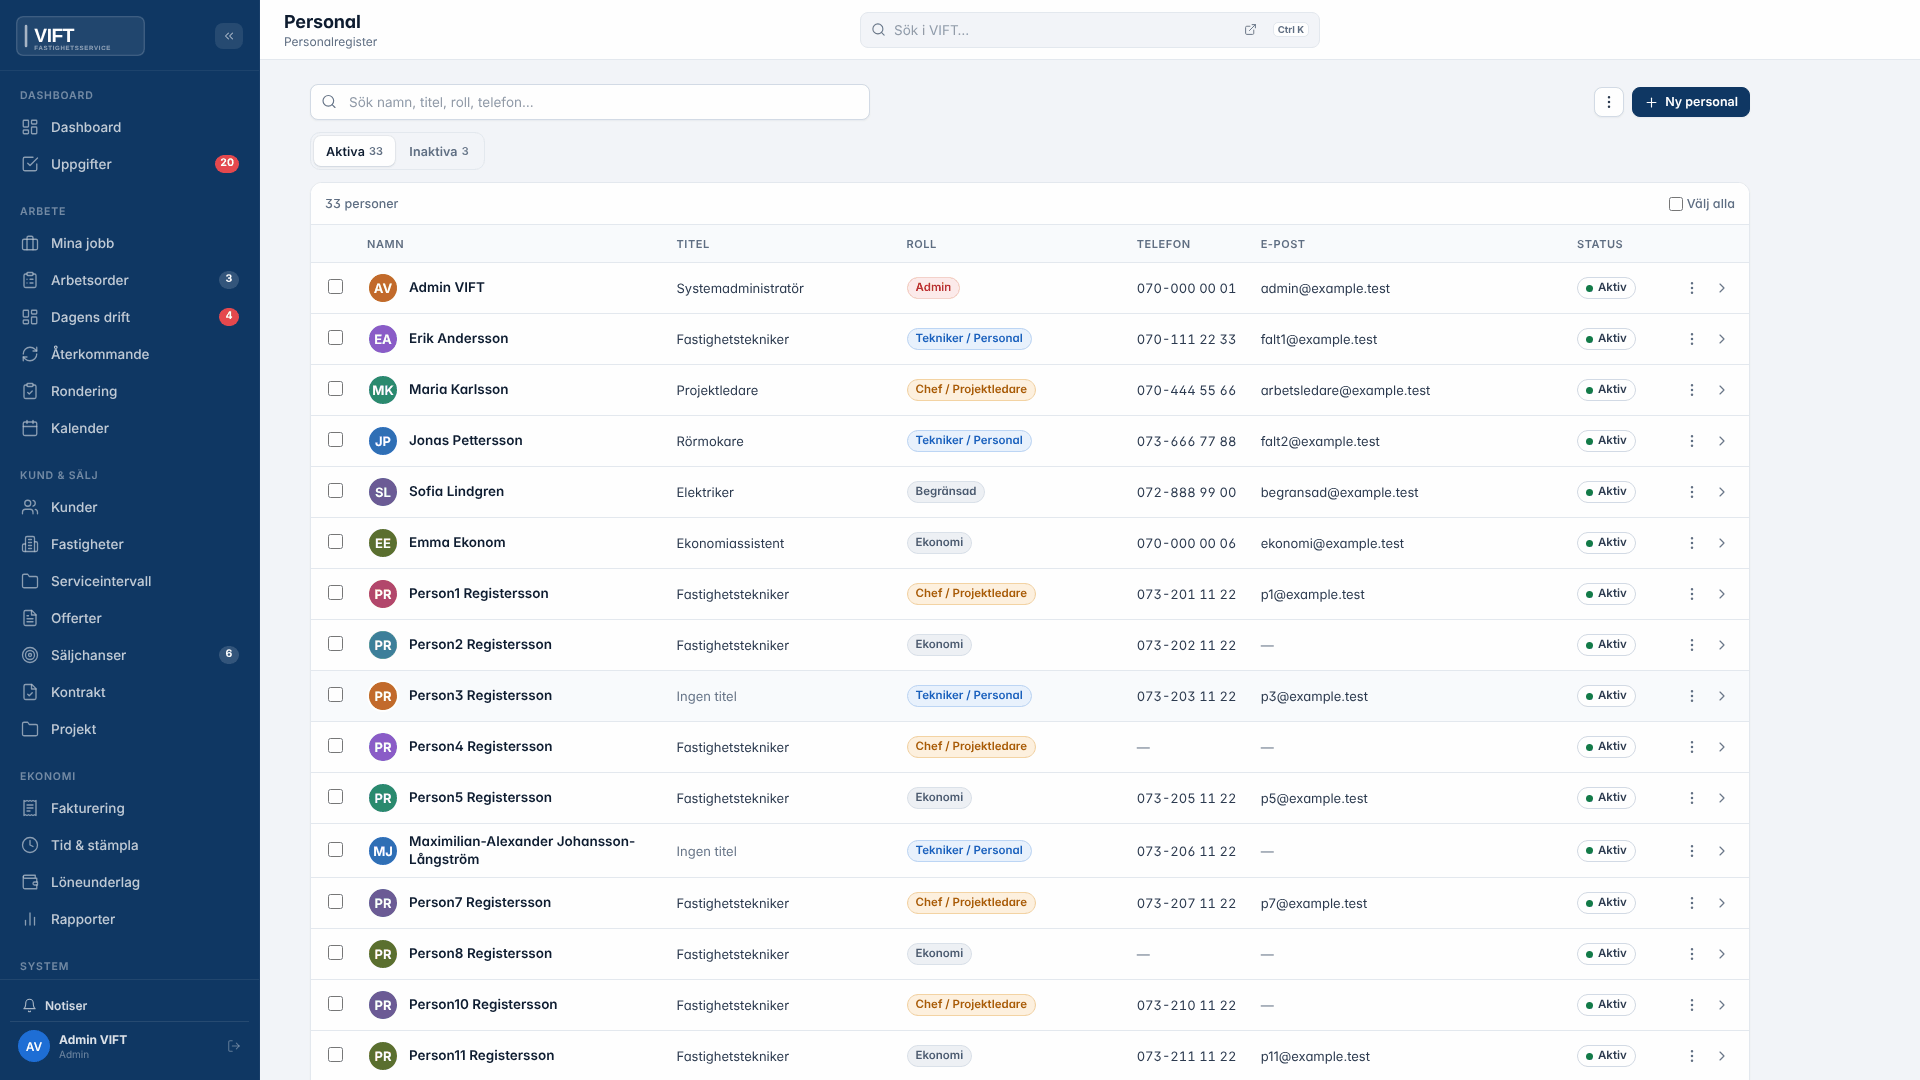 VIFT
FASTIGHETSSERVICE
«
DASHBOARD
Dashboard
Uppgifter 20
ARBETE
Mina jobb
Arbetsorder 3
Dagens drift 4
Återkommande
Rondering
Kalender
KUND & SÄLJ
Kunder
Fastigheter
Serviceintervall
Offerter
Säljchanser 6
Kontrakt
Projekt
EKONOMI
Fakturering
Tid & stämpla
Löneunderlag
Rapporter
SYSTEM
Notiser
AV Admin VIFT
Admin
Personal
Personalregister
Sök i VIFT... Ctrl K
Sök namn, titel, roll, telefon...
+ Ny personal
Aktiva 33 Inaktiva 3
33 personer Välj alla
NAMN TITEL ROLL TELEFON E-POST STATUS
AV Admin VIFT Systemadministratör Admin 070-000 00 01 admin@example.test Aktiv
EA Erik Andersson Fastighetstekniker Tekniker / Personal 070-111 22 33 falt1@example.test Aktiv
MK Maria Karlsson Projektledare Chef / Projektledare 070-444 55 66 arbetsledare@example.test Aktiv
JP Jonas Pettersson Rörmokare Tekniker / Personal 073-666 77 88 falt2@example.test Aktiv
SL Sofia Lindgren Elektriker Begränsad 072-888 99 00 begransad@example.test Aktiv
EE Emma Ekonom Ekonomiassistent Ekonomi 070-000 00 06 ekonomi@example.test Aktiv
PR Person1 Registersson Fastighetstekniker Chef / Projektledare 073-201 11 22 p1@example.test Aktiv
PR Person2 Registersson Fastighetstekniker Ekonomi 073-202 11 22 — Aktiv
PR Person3 Registersson Ingen titel Tekniker / Personal 073-203 11 22 p3@example.test Aktiv
PR Person4 Registersson Fastighetstekniker Chef / Projektledare — — Aktiv
PR Person5 Registersson Fastighetstekniker Ekonomi 073-205 11 22 p5@example.test Aktiv
MJ Maximilian-Alexander Johansson-
Långström Ingen titel Tekniker / Personal 073-206 11 22 — Aktiv
PR Person7 Registersson Fastighetstekniker Chef / Projektledare 073-207 11 22 p7@example.test Aktiv
PR Person8 Registersson Fastighetstekniker Ekonomi — — Aktiv
PR Person10 Registersson Fastighetstekniker Chef / Projektledare 073-210 11 22 — Aktiv
PR Person11 Registersson Fastighetstekniker Ekonomi 073-211 11 22 p11@example.test Aktiv